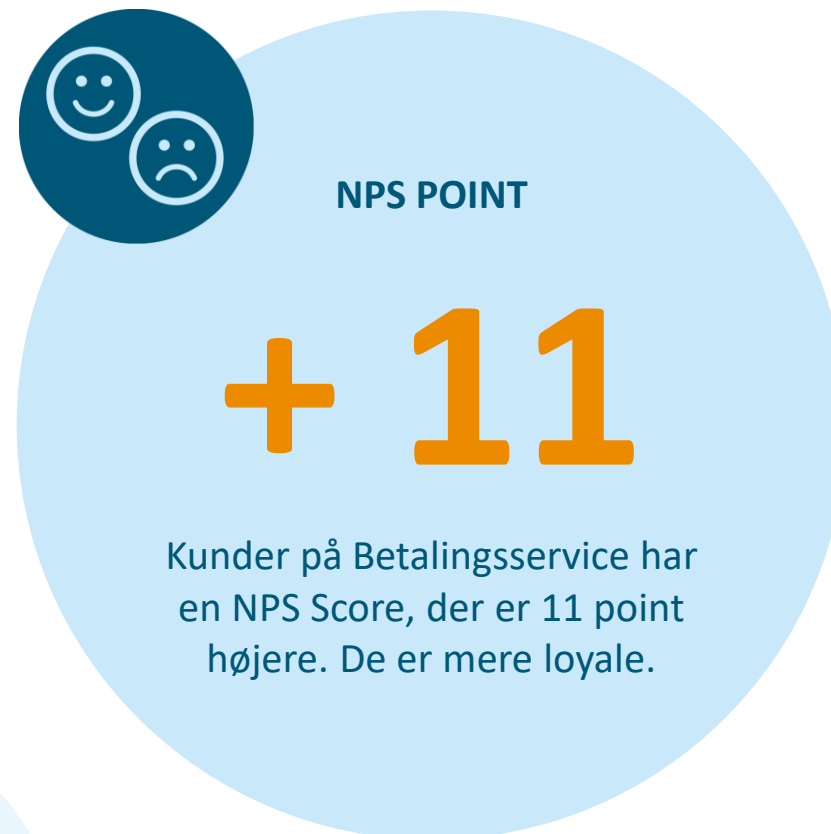 NPS POINT
+ 11
Kunder på Betalingsservice har
en NPS Score, der er 11 point
højere. De er mere loyale.